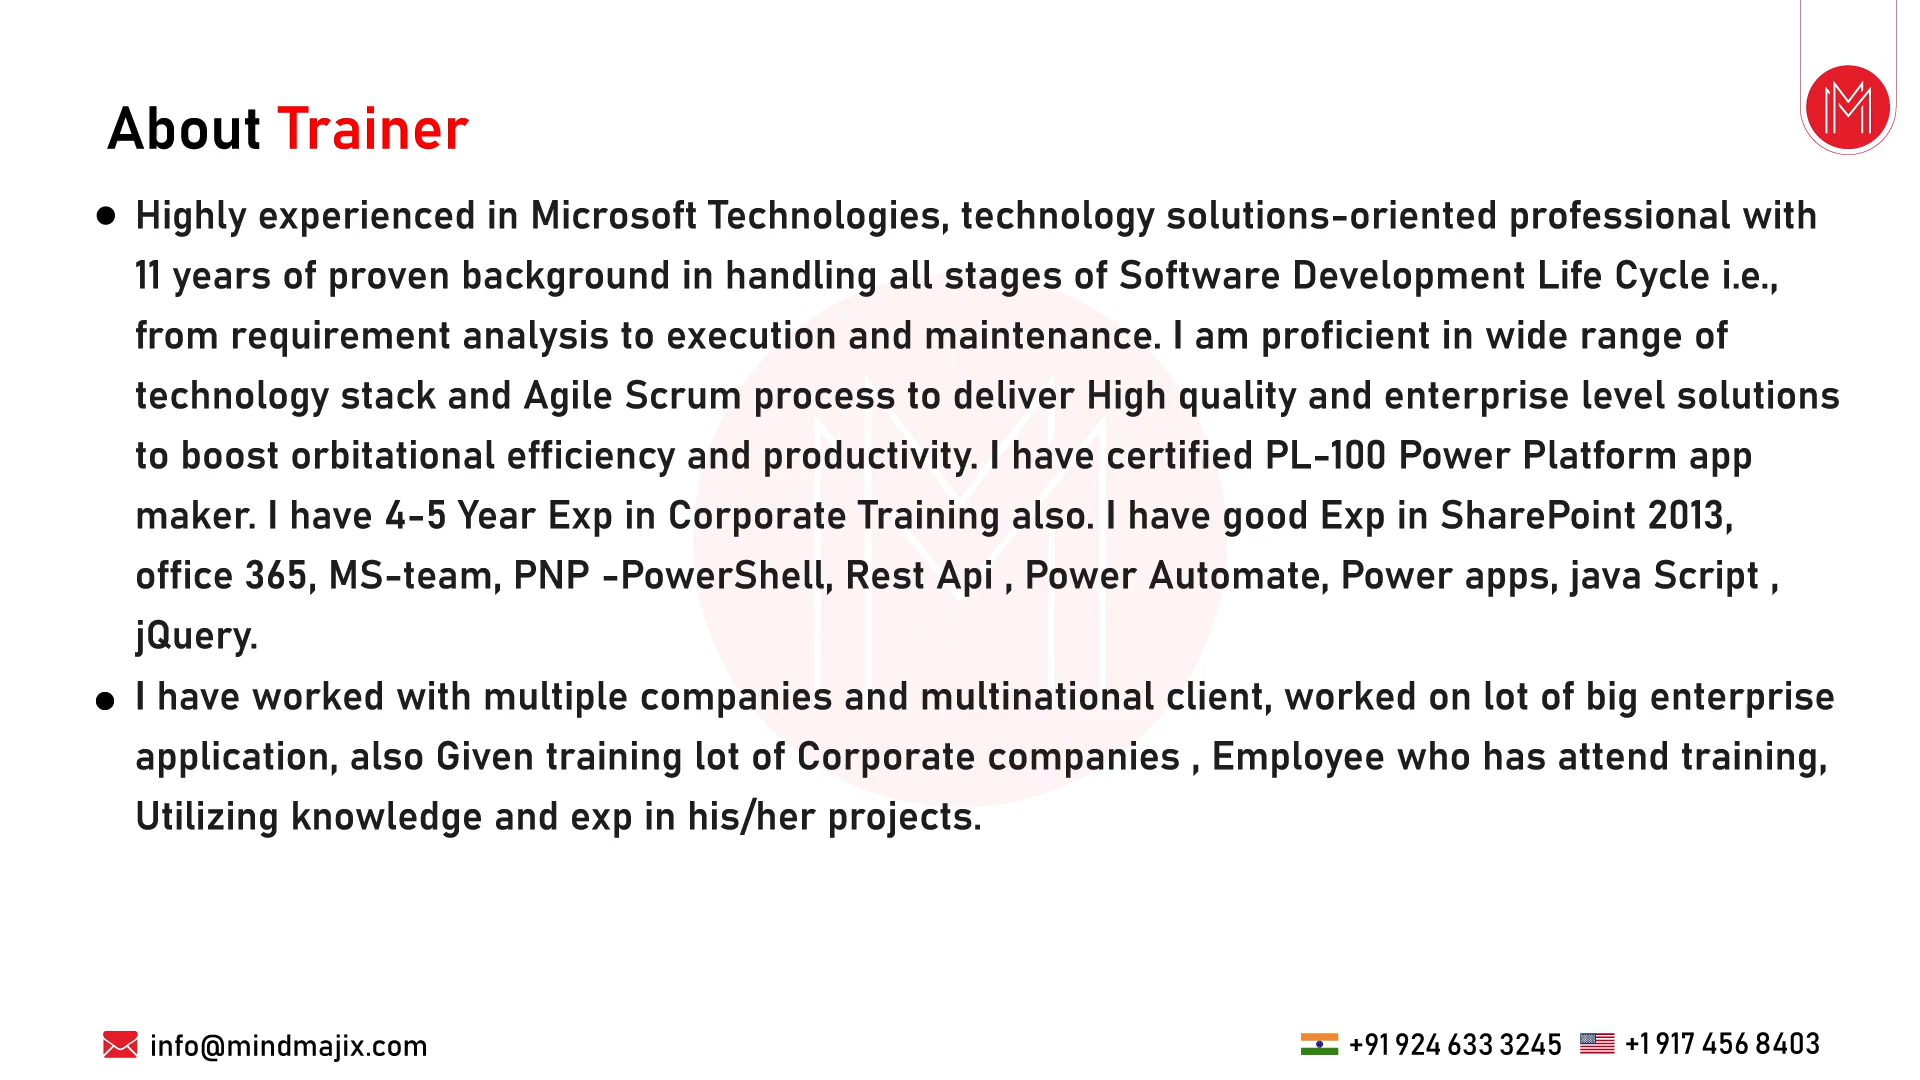 About Trainer
● Highly experienced in Microsoft Technologies, technology solutions-oriented professional with
11 years of proven background in handling all stages of Software Development Life Cycle i.e.,
from requirement analysis to execution and maintenance. I am proficient in wide range of
technology stack and Agile Scrum process to deliver High quality and enterprise level solutions
to boost orbitational efficiency and productivity. I have certified PL-100 Power Platform app
maker. I have 4-5 Year Exp in Corporate Training also. I have good Exp in SharePoint 2013,
office 365, MS-team, PNP -PowerShell, Rest Api , Power Automate, Power apps, java Script ,
jQuery.
● I have worked with multiple companies and multinational client, worked on lot of big enterprise
application, also Given training lot of Corporate companies , Employee who has attend training,
Utilizing knowledge and exp in his/her projects.
info@mindmajix.com
+91 924 633 3245
+1 917 456 8403